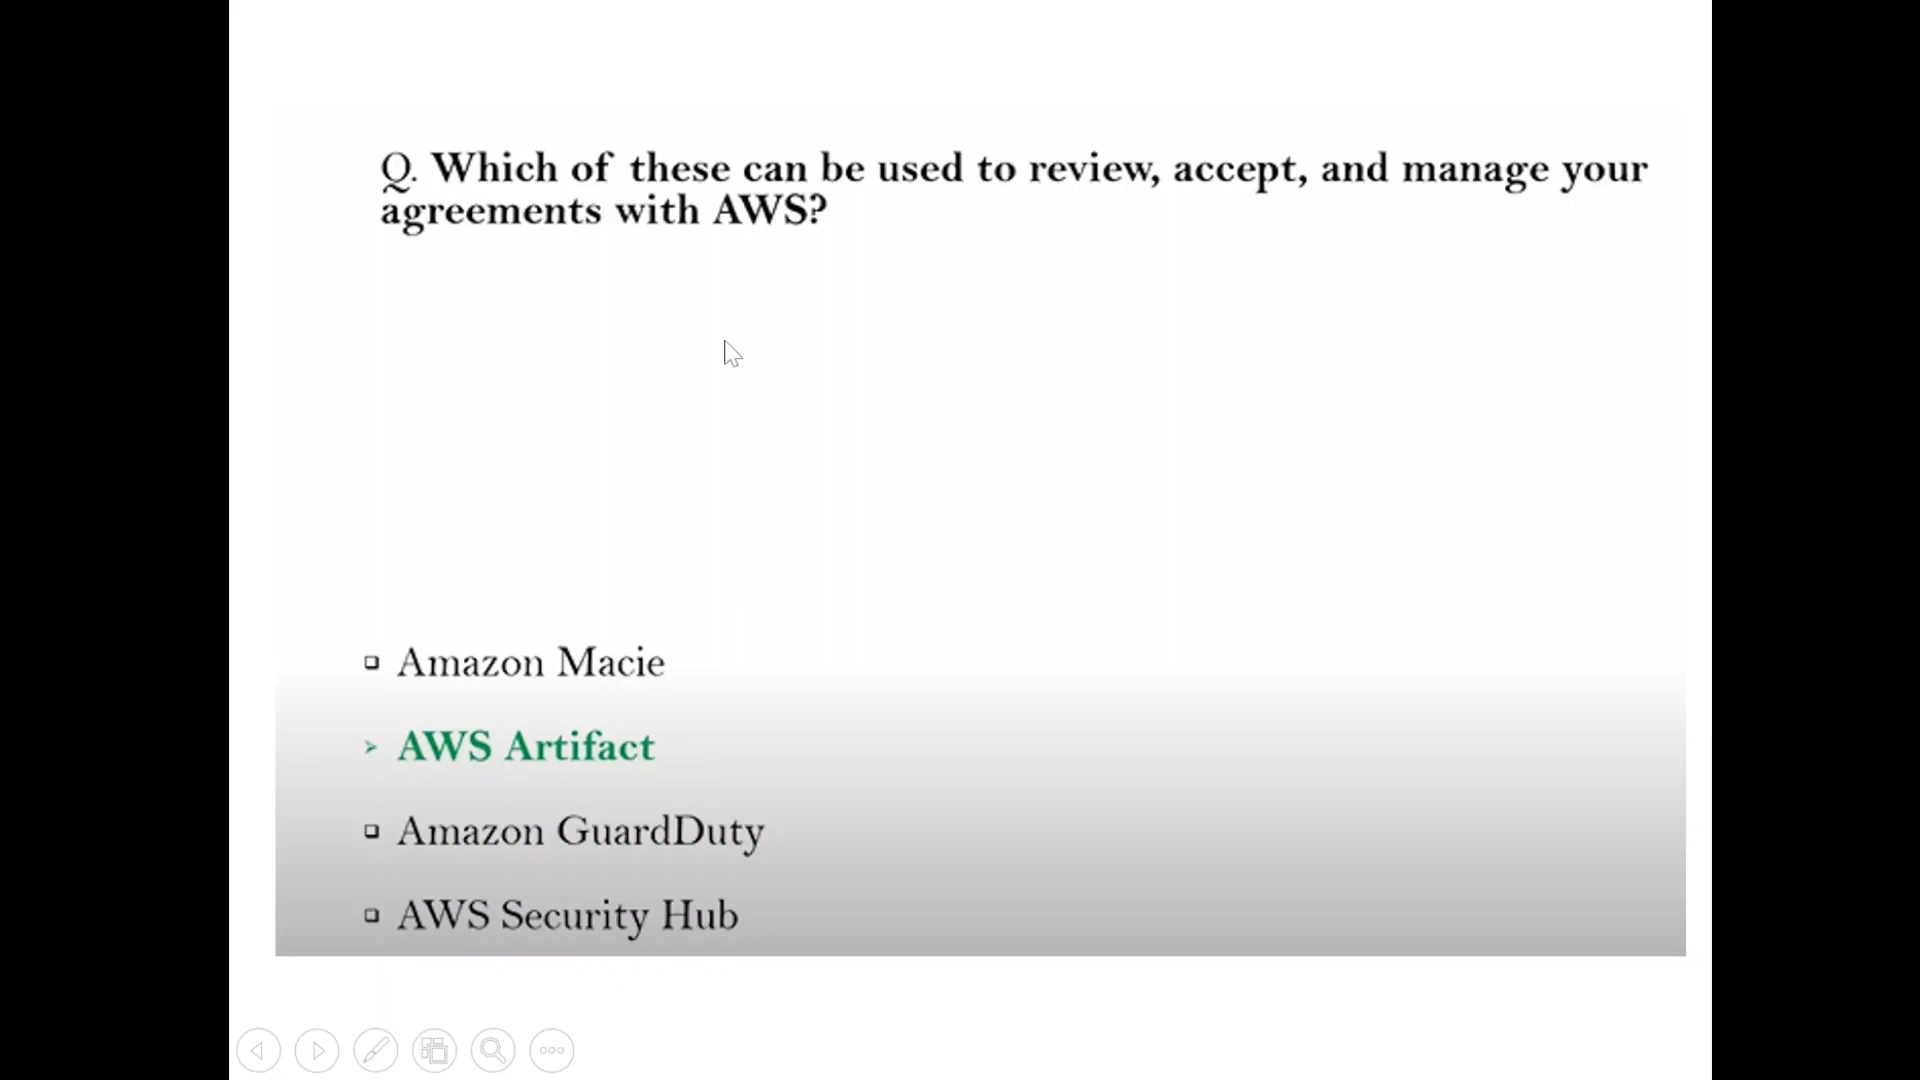 Q. Which of these can be used to review, accept, and manage your
agreements with AWS?
Amazon Macie
AWS Artifact
Amazon GuardDuty
AWS Security Hub